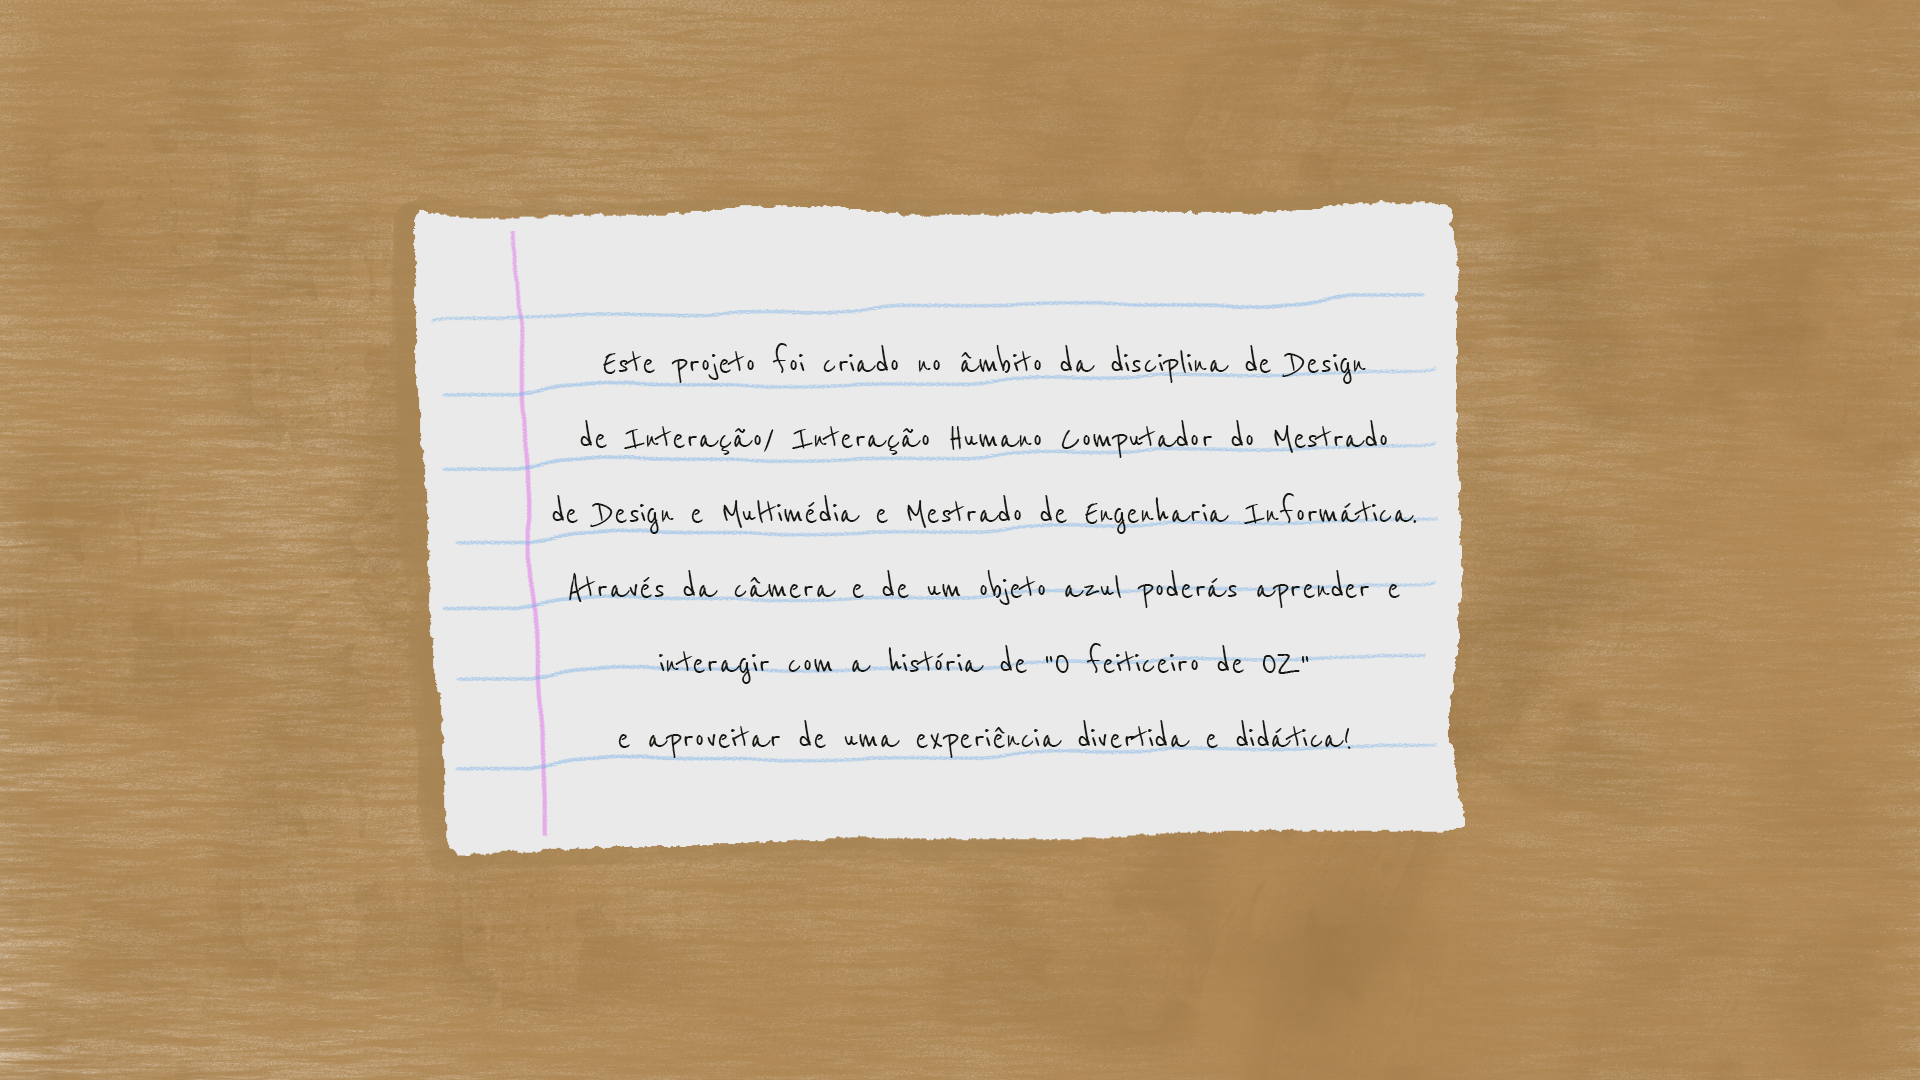 Este projeto foi criado no âmbito da disciplina de Design
de Interação/ Interação Humano Computador do Mestrado
de Design e Multimédia e Mestrado de Engenharia Informática.
Através da câmera e de um objeto azul poderás aprender e
interagir com a história de "O feiticeiro de OZ"
e aproveitar de uma experiência divertida e didática!